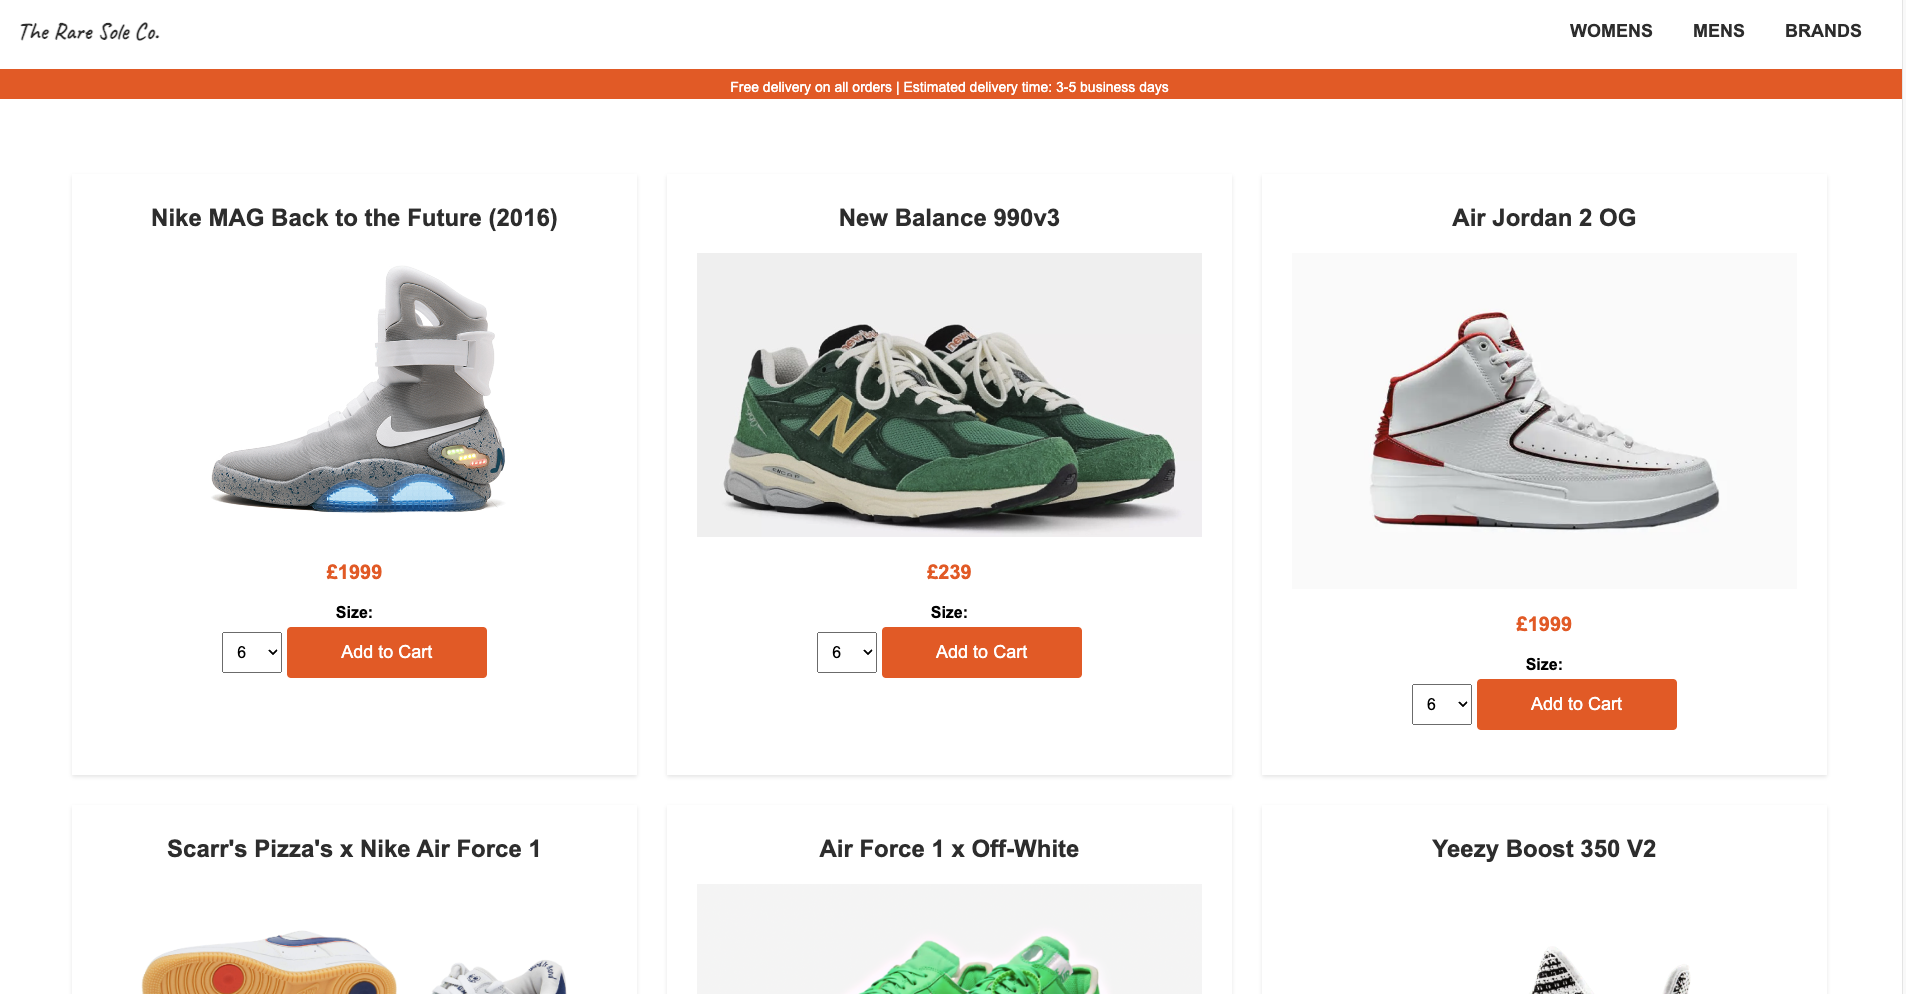 The Rare Sole Co.
WOMENS MENS BRANDS
Free delivery on all orders | Estimated delivery time: 3-5 business days
Nike MAG Back to the Future (2016)
£1999
Size:
6 Add to Cart
New Balance 990v3
N
£239
Size:
6 Add to Cart
Air Jordan 2 OG
£1999
Size:
6 Add to Cart
Scarr's Pizza's x Nike Air Force 1
Air Force 1 x Off-White
Yeezy Boost 350 V2